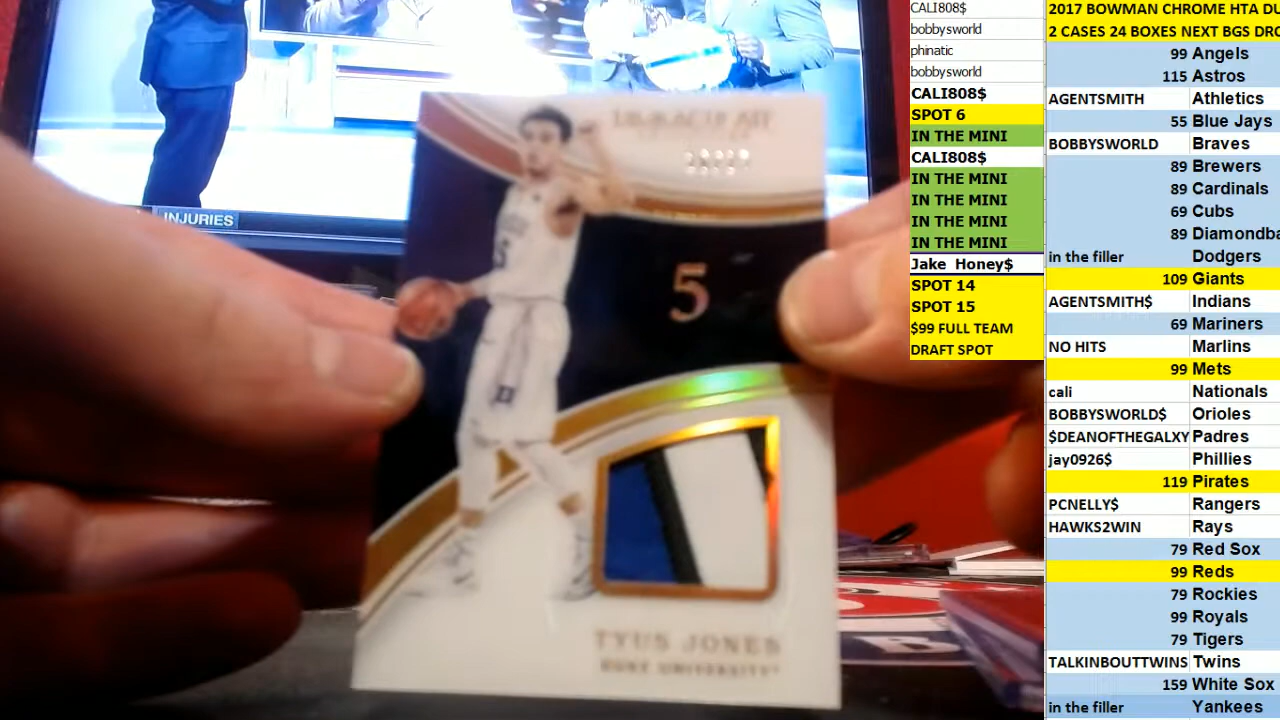 INJURIES
5
TYUS JONES
DUKE UNIVERSITY
CALI808$
bobbysworld
phinatic
bobbysworld
CALI808$
SPOT 6
IN THE MINI
CALI808$
IN THE MINI
IN THE MINI
IN THE MINI
IN THE MINI
Jake Honey$
SPOT 14
SPOT 15
$99 FULL TEAM
DRAFT SPOT
2017 BOWMAN CHROME HTA DU
2 CASES 24 BOXES NEXT BGS DRO
99 Angels
115 Astros
AGENTSMITH Athletics
55 Blue Jays
BOBBYSWORLD Braves
89 Brewers
89 Cardinals
69 Cubs
89 Diamondba
in the filler Dodgers
109 Giants
AGENTSMITH$ Indians
69 Mariners
NO HITS Marlins
99 Mets
cali Nationals
BOBBYSWORLD$ Orioles
$DEANOFTHEGALXY Padres
jay0926$ Phillies
119 Pirates
PCNELLY$ Rangers
HAWKS2WIN Rays
79 Red Sox
99 Reds
79 Rockies
99 Royals
79 Tigers
TALKINBOUTTWINS Twins
159 White Sox
in the filler Yankees